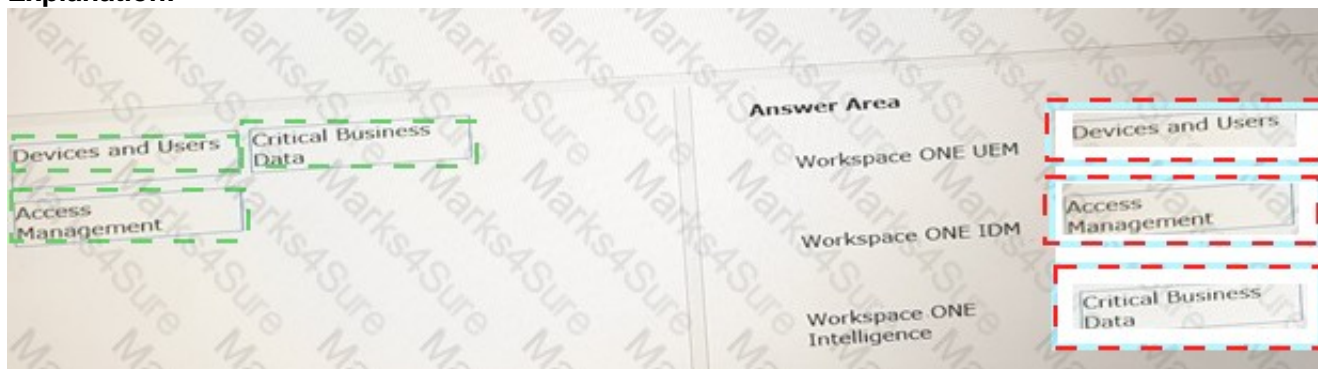 Explanation:
Answer Area
Devices and Users
Critical Business
Data
Access
Management
Workspace ONE UEM
Devices and Users
Workspace ONE IDM
Access
Management
Workspace ONE
Intelligence
Critical Business
Data
Marks4Sure